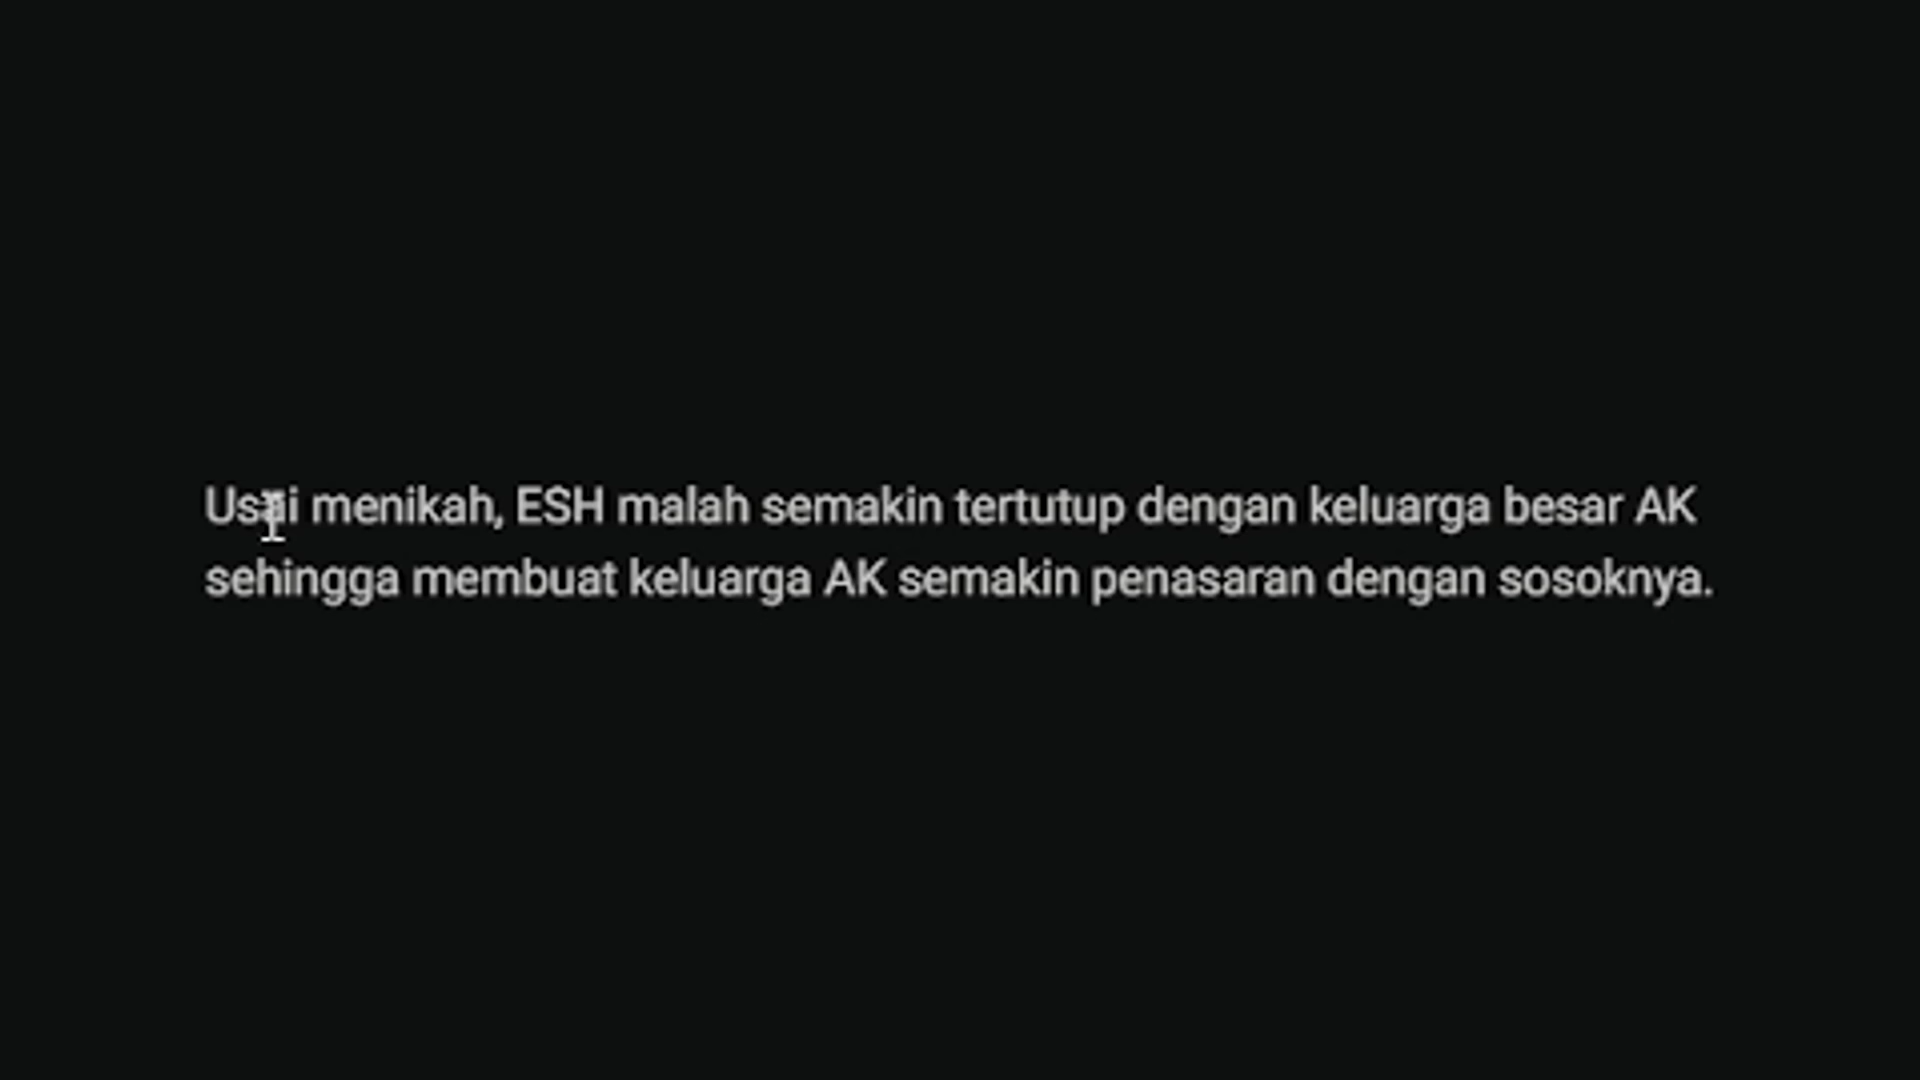 Usai menikah, ESH malah semakin tertutup dengan keluarga besar AK
sehingga membuat keluarga AK semakin penasaran dengan sosoknya.